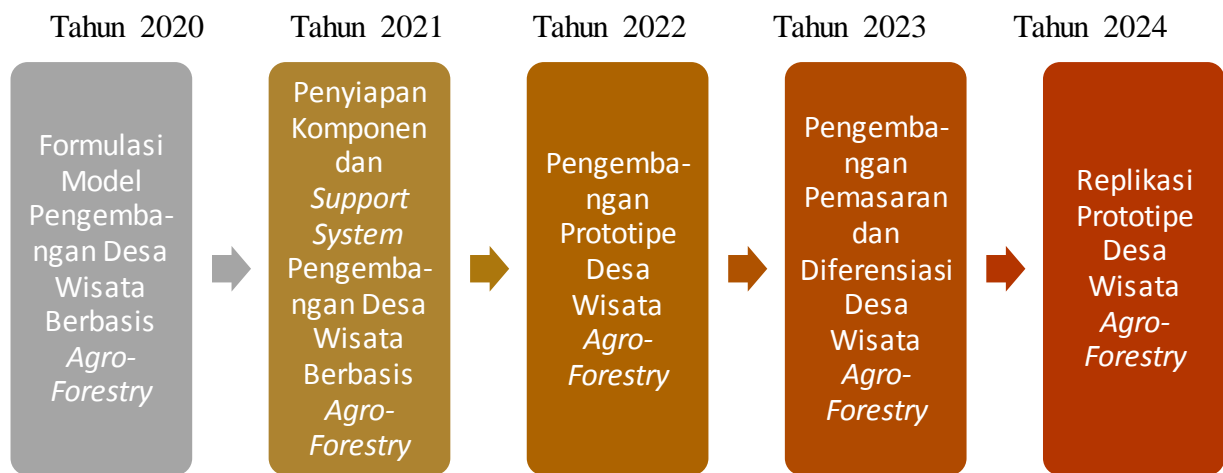 Tahun 2020
Tahun 2021
Tahun 2022
Tahun 2023
Tahun 2024
Formulasi
Model
Pengemba-
ngan Desa
Wisata
Berbasis
Agro-
Forestry
Penyiapan
Komponen
dan
Support
System
Pengemba-
ngan Desa
Wisata
Berbasis
Agro-
Forestry
Pengemba-
ngan
Prototipe
Desa
Wisata
Agro-
Forestry
Pengemba-
ngan
Pemasaran
dan
Diferensiasi
Desa
Wisata
Agro-
Forestry
Replikasi
Prototipe
Desa
Wisata
Agro-
Forestry